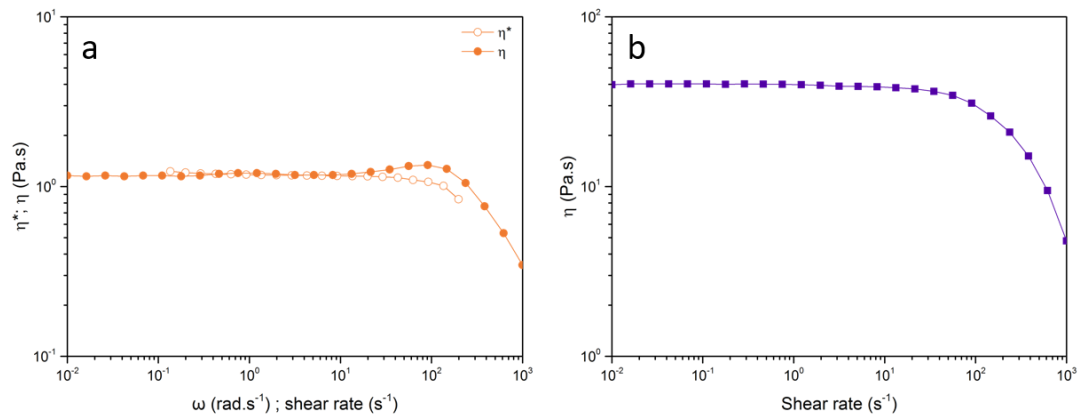 a
η*
η
10¹
10⁰
10⁻¹
η*; η (Pa.s)
10⁻² 10⁻¹ 10⁰ 10¹ 10² 10³
ω (rad.s⁻¹) ; shear rate (s⁻¹)
b
10²
10¹
10⁰
η (Pa.s)
10⁻² 10⁻¹ 10⁰ 10¹ 10² 10³
Shear rate (s⁻¹)